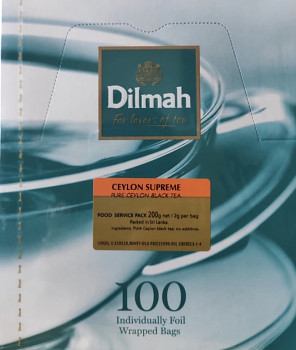 Dilmah
For lovers of tea
CEYLON SUPREME
PURE CEYLON BLACK TEA
FOOD SERVICE PACK 200g net / 2g per bag
Packed in Sri Lanka
Ingredients: Pure Ceylon black tea, no additives.
100
Individually Foil
Wrapped Bags